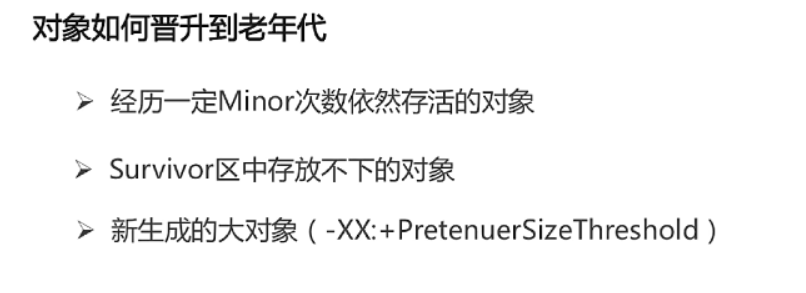 对象如何晋升到老年代
➢ 经历一定Minor次数依然存活的对象
➢ Survivor区中存放不下的对象
➢ 新生成的大对象（-XX:+PretenuerSizeThreshold）